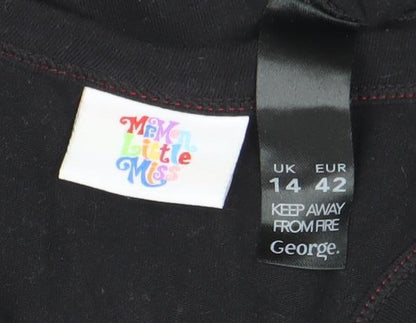 Mr.Men
Little
Miss
UK EUR
14 42
KEEP AWAY
FROM FIRE
George.